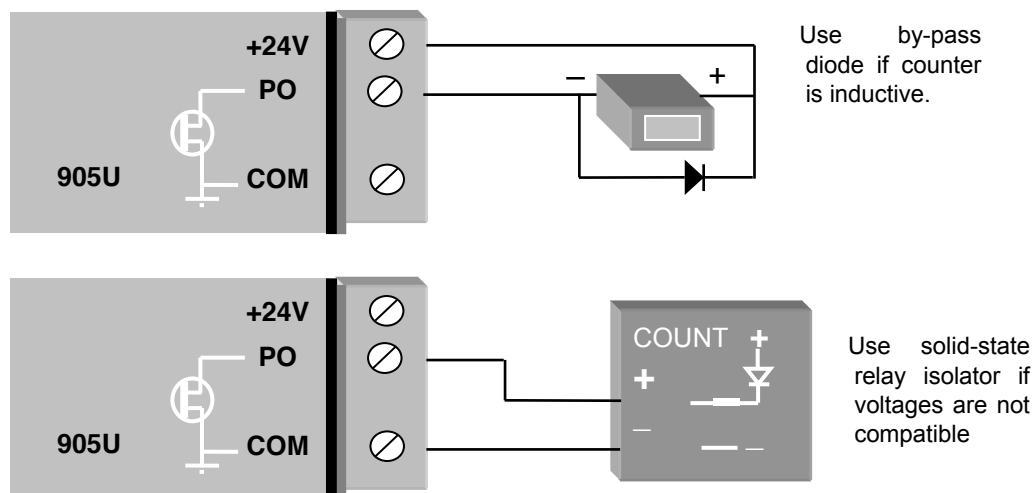 +24V
PO
905U
COM
– +
Use by-pass
diode if counter
is inductive.
+24V
PO
905U
COM
COUNT +
+
–
–
Use solid-state
relay isolator if
voltages are not
compatible